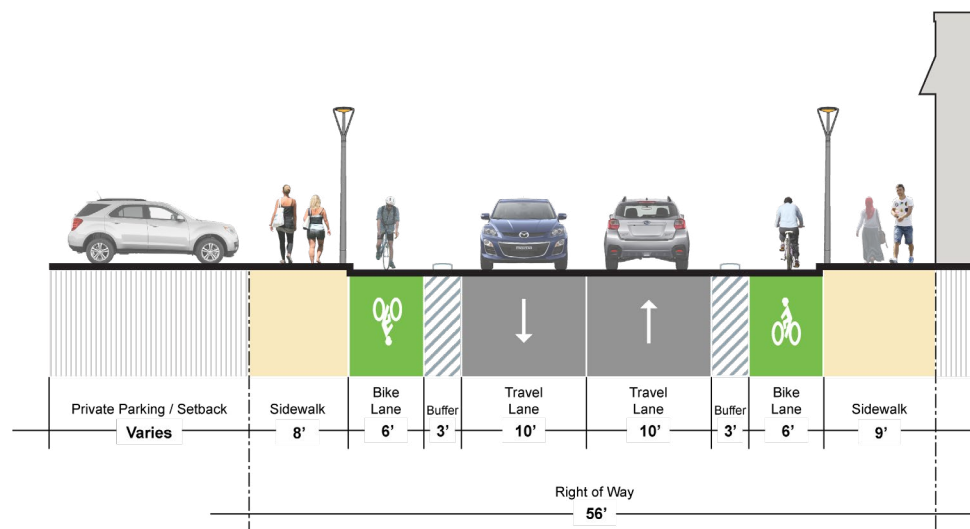 Private Parking / Setback
Varies
Sidewalk
8’
Bike
Lane
6’
Buffer
3’
Travel
Lane
10’
Travel
Lane
10’
Buffer
3’
Bike
Lane
6’
Sidewalk
9’
Right of Way
56’